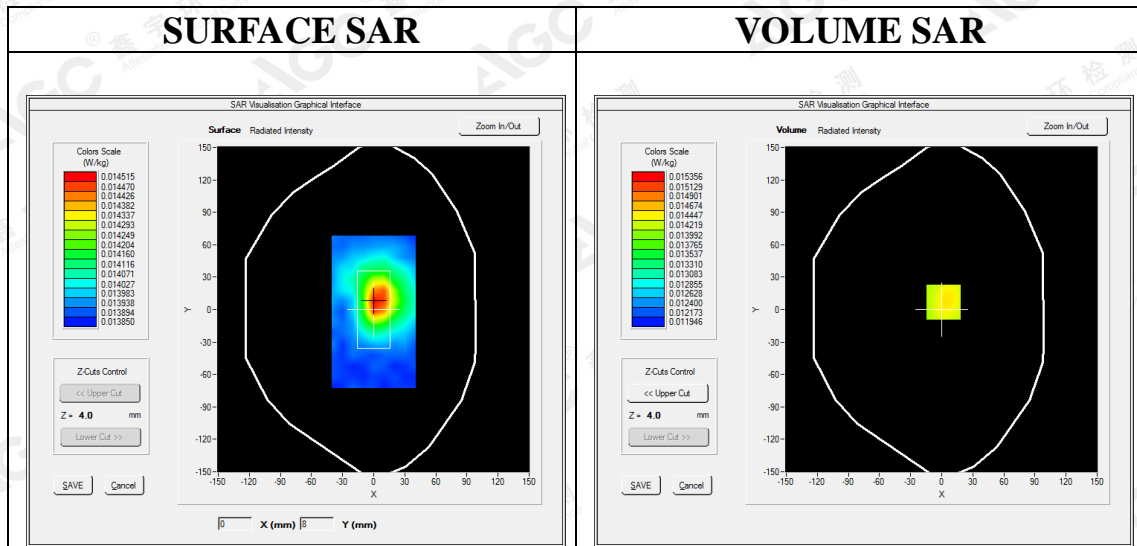 SURFACE SAR
VOLUME SAR
SAR Visualisation Graphical Interface
Surface Radiated Intensity
Zoom In/Out
Colors Scale
(W/kg)
0.014515
0.014470
0.014426
0.014382
0.014337
0.014293
0.014249
0.014204
0.014160
0.014116
0.014071
0.014027
0.013983
0.013938
0.013894
0.013850
150
120
90
60
30
0
-30
-60
-90
-120
-150
Y
-150 -120 -90 -60 -30 0 30 60 90 120 150
X
Z-Cuts Control
<< Upper Cut
Z = 4.0 mm
Lower Cut >>
SAVE Cancel
0 X (mm) 8 Y (mm)
SAR Visualisation Graphical Interface
Volume Radiated Intensity
Zoom In/Out
Colors Scale
(W/kg)
0.015356
0.015129
0.014901
0.014674
0.014447
0.014219
0.013992
0.013765
0.013537
0.013310
0.013083
0.012855
0.012628
0.012400
0.012173
0.011946
150
120
90
60
30
0
-30
-60
-90
-120
-150
Y
-150 -120 -90 -60 -30 0 30 60 90 120 150
X
Z-Cuts Control
<< Upper Cut
Z = 4.0 mm
Lower Cut >>
SAVE Cancel